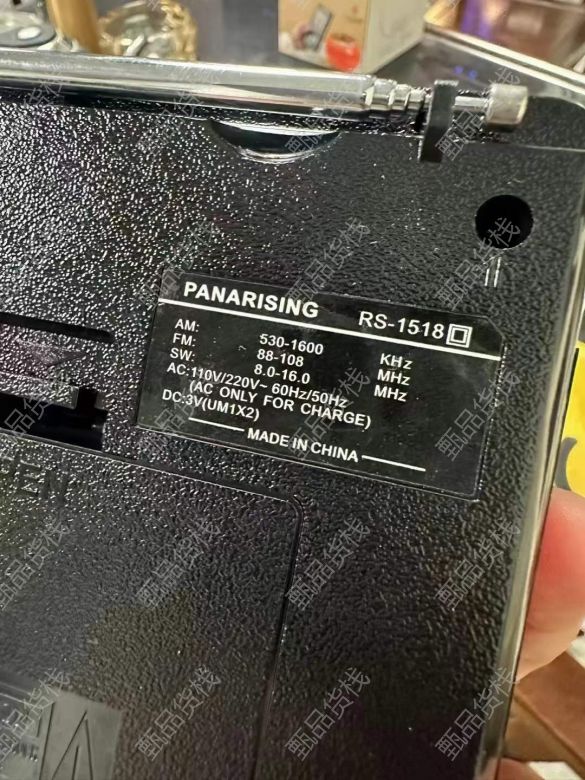 PANARISING RS-1518
AM: 530-1600 KHz
FM: 88-108 MHz
SW: 8.0-16.0 MHz
AC:110V/220V~ 60Hz/50Hz
(AC ONLY FOR CHARGE)
DC:3V(UM1X2)
MADE IN CHINA
甄品货栈